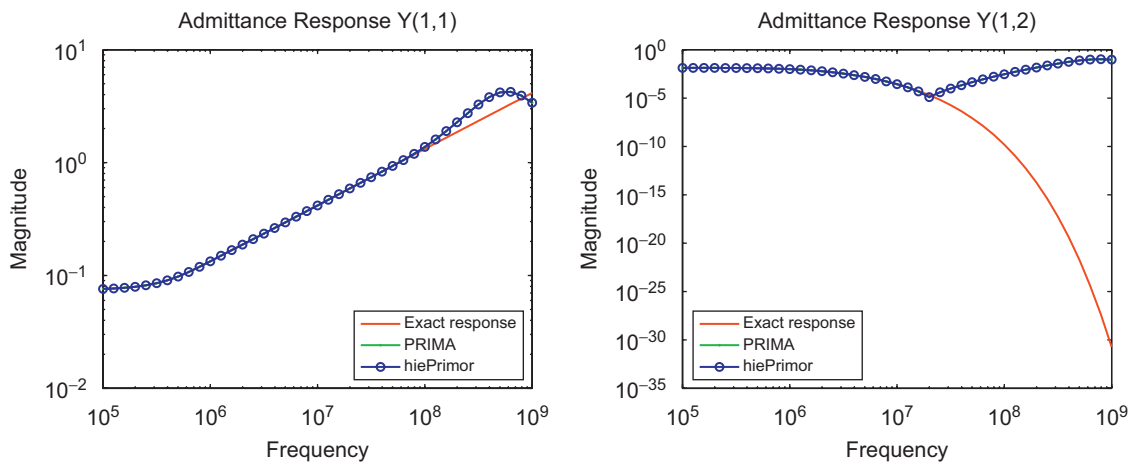 Admittance Response Y(1,1)
Magnitude
10^1
10^0
10^−1
10^−2
Exact response
PRIMA
hiePrimor
10^5
10^6
10^7
10^8
10^9
Frequency
Admittance Response Y(1,2)
Magnitude
10^0
10^−5
10^−10
10^−15
10^−20
10^−25
10^−30
10^−35
Exact response
PRIMA
hiePrimor
10^5
10^6
10^7
10^8
10^9
Frequency